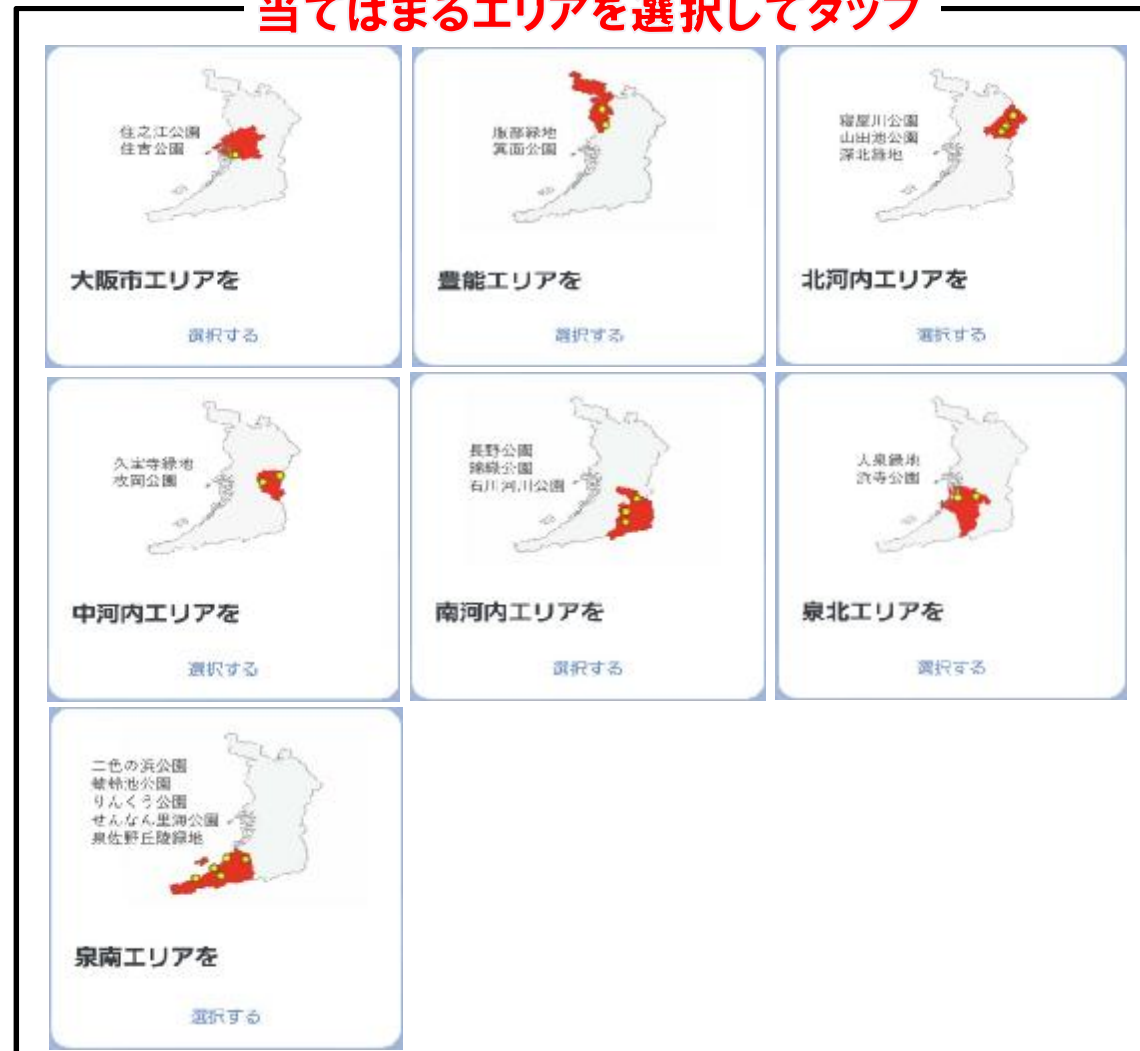 当てはまるエリアを選択してタップ
住之江公園
住吉公園
大阪市エリアを
選択する
服部緑地
箕面公園
豊能エリアを
選択する
寝屋川公園
山田池公園
深北緑地
北河内エリアを
選択する
久宝寺緑地
枚岡公園
中河内エリアを
選択する
長野公園
錦織公園
石川河川公園
南河内エリアを
選択する
大泉緑地
浜寺公園
泉北エリアを
選択する
二色の浜公園
蜻蛉池公園
りんくう公園
せんなん里海公園
泉佐野丘陵緑地
泉南エリアを
選択する